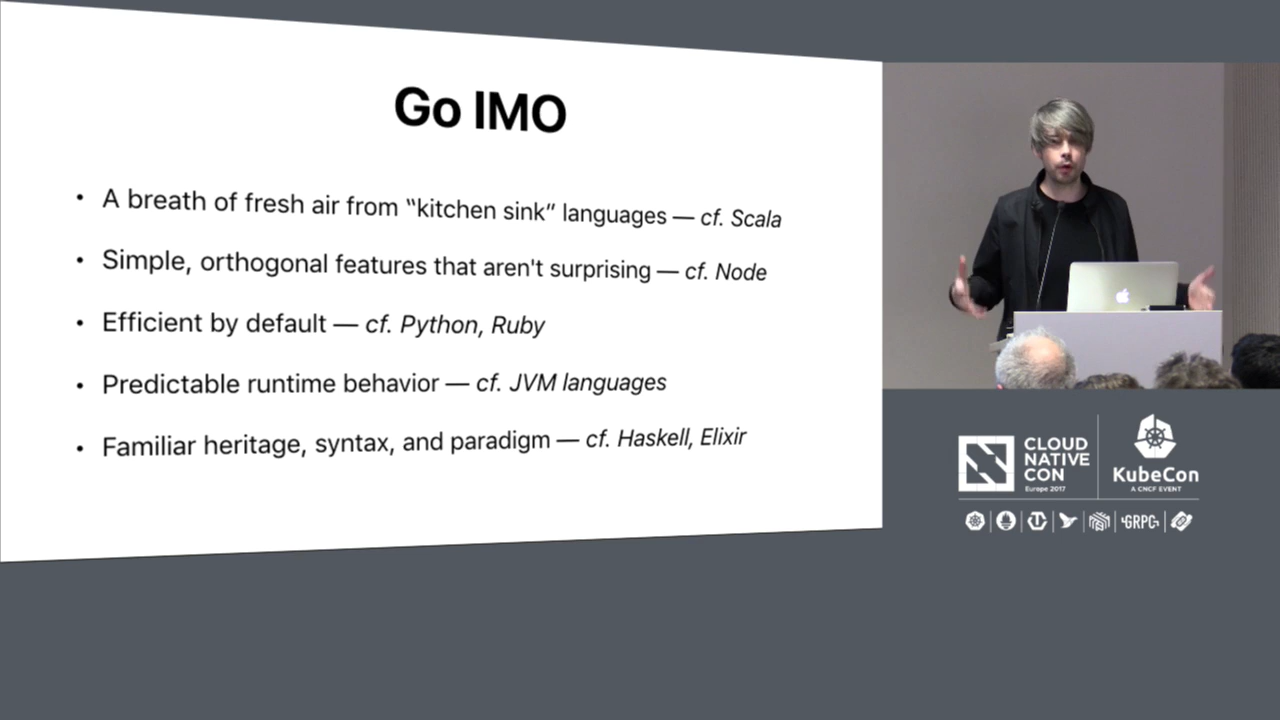 Go IMO
• A breath of fresh air from “kitchen sink” languages — cf. Scala
• Simple, orthogonal features that aren't surprising — cf. Node
• Efficient by default — cf. Python, Ruby
• Predictable runtime behavior — cf. JVM languages
• Familiar heritage, syntax, and paradigm — cf. Haskell, Elixir
CLOUD
NATIVE
CON
Europe 2017
KubeCon
A CNCF EVENT
GRPC